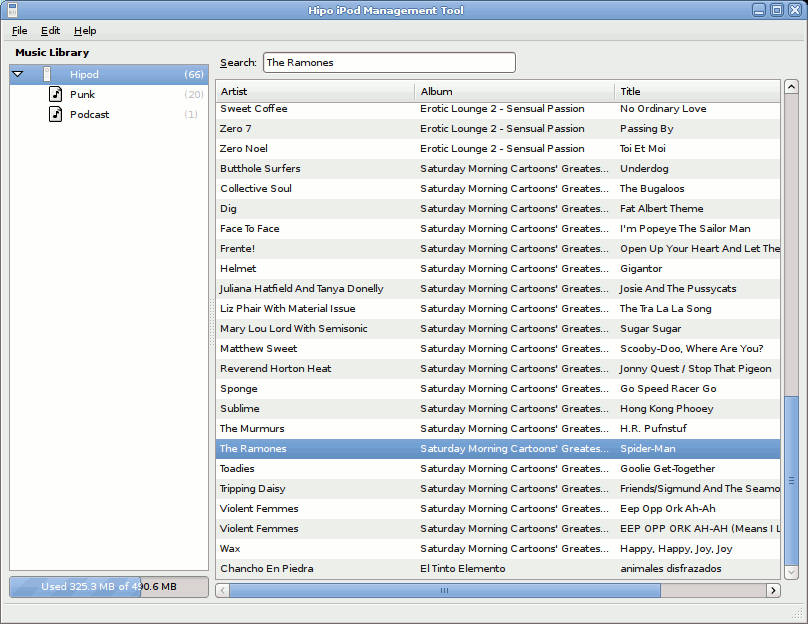 Hipo iPod Management Tool
File Edit Help
Music Library
Search: The Ramones
Hipod (66)
Punk (20)
Podcast (1)
Artist Album Title
Sweet Coffee Erotic Lounge 2 - Sensual Passion No Ordinary Love
Zero 7 Erotic Lounge 2 - Sensual Passion Passing By
Zero Noel Erotic Lounge 2 - Sensual Passion Toi Et Moi
Butthole Surfers Saturday Morning Cartoons' Greates... Underdog
Collective Soul Saturday Morning Cartoons' Greates... The Bugaloos
Dig Saturday Morning Cartoons' Greates... Fat Albert Theme
Face To Face Saturday Morning Cartoons' Greates... I'm Popeye The Sailor Man
Frente! Saturday Morning Cartoons' Greates... Open Up Your Heart And Let The
Helmet Saturday Morning Cartoons' Greates... Gigantor
Juliana Hatfield And Tanya Donelly Saturday Morning Cartoons' Greates... Josie And The Pussycats
Liz Phair With Material Issue Saturday Morning Cartoons' Greates... The Tra La La Song
Mary Lou Lord With Semisonic Saturday Morning Cartoons' Greates... Sugar Sugar
Matthew Sweet Saturday Morning Cartoons' Greates... Scooby-Doo, Where Are You?
Reverend Horton Heat Saturday Morning Cartoons' Greates... Jonny Quest / Stop That Pigeon
Sponge Saturday Morning Cartoons' Greates... Go Speed Racer Go
Sublime Saturday Morning Cartoons' Greates... Hong Kong Phooey
The Murmurs Saturday Morning Cartoons' Greates... H.R. Pufnstuf
The Ramones Saturday Morning Cartoons' Greates... Spider-Man
Toadies Saturday Morning Cartoons' Greates... Goolie Get-Together
Tripping Daisy Saturday Morning Cartoons' Greates... Friends/Sigmund And The Seamo
Violent Femmes Saturday Morning Cartoons' Greates... Eep Opp Ork Ah-Ah
Violent Femmes Saturday Morning Cartoons' Greates... EEP OPP ORK AH-AH (Means I L
Wax Saturday Morning Cartoons' Greates... Happy, Happy, Joy, Joy
Chancho En Piedra El Tinto Elemento animales disfrazados
Used 325.3 MB of 490.6 MB